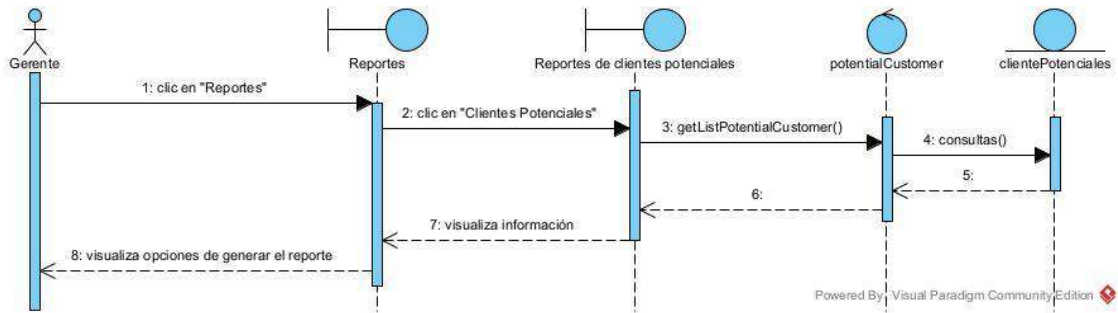 Gerente
Reportes
Reportes de clientes potenciales
potentialCustomer
clientePotenciales
1: clic en "Reportes"
2: clic en "Clientes Potenciales"
3: getListPotentialCustomer()
4: consultas()
5:
6:
7: visualiza información
8: visualiza opciones de generar el reporte
Powered By: Visual Paradigm Community Edition